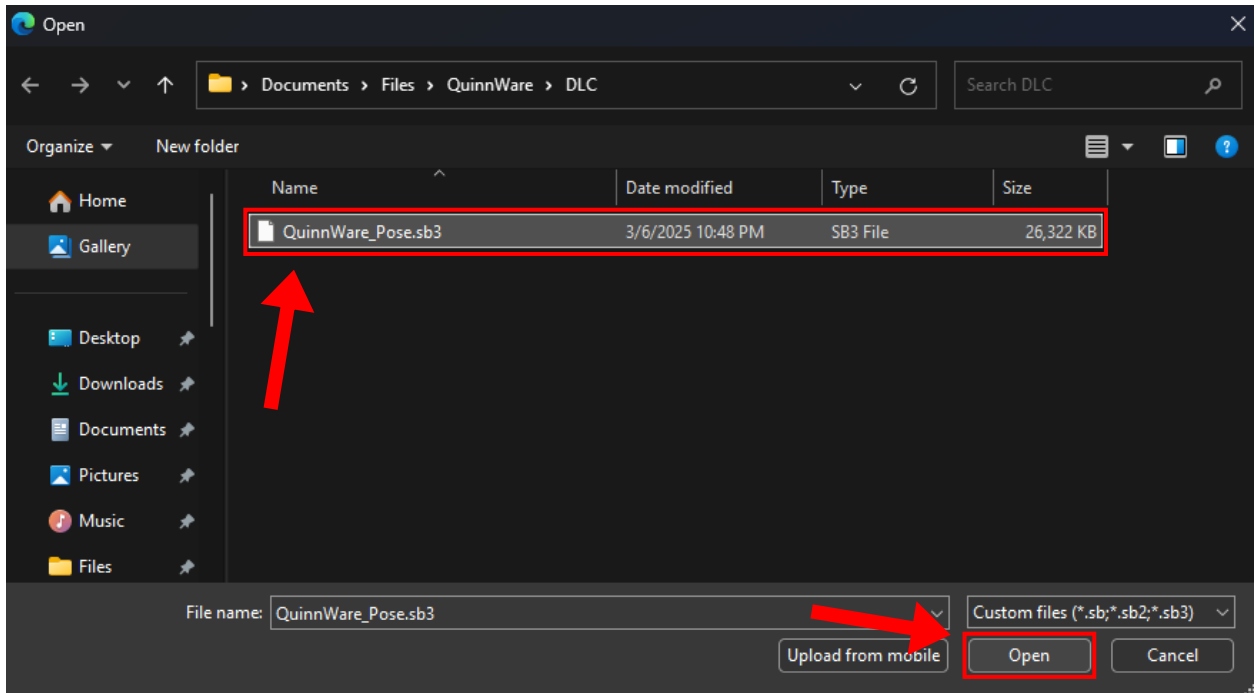 Open
Documents > Files > QuinnWare > DLC
Search DLC
Organize
New folder
Name Date modified Type Size
QuinnWare_Pose.sb3 3/6/2025 10:48 PM SB3 File 26,322 KB
Home
Gallery
Desktop
Downloads
Documents
Pictures
Music
Files
File name: QuinnWare_Pose.sb3 Custom files (*.sb;*.sb2;*.sb3)
Upload from mobile Open Cancel